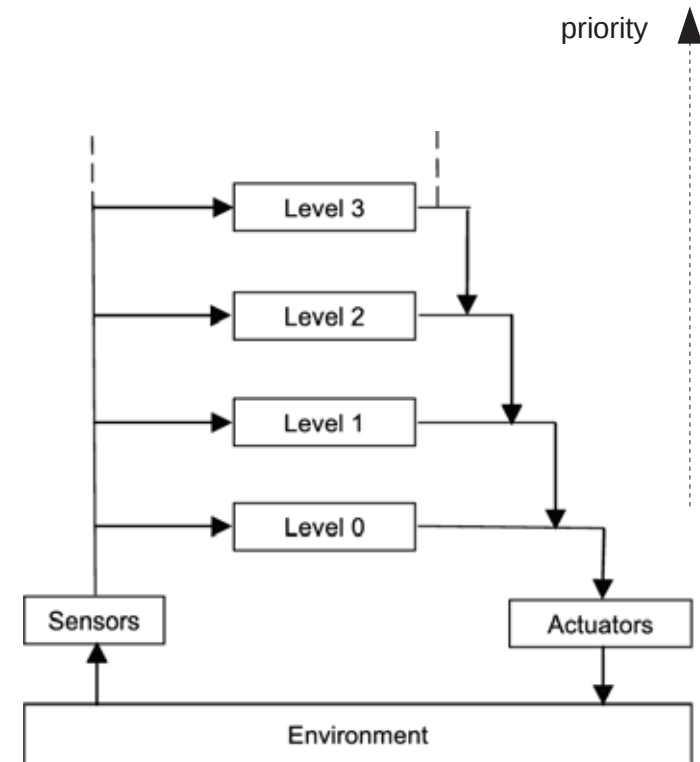 priority
Level 3
Level 2
Level 1
Level 0
Sensors
Actuators
Environment